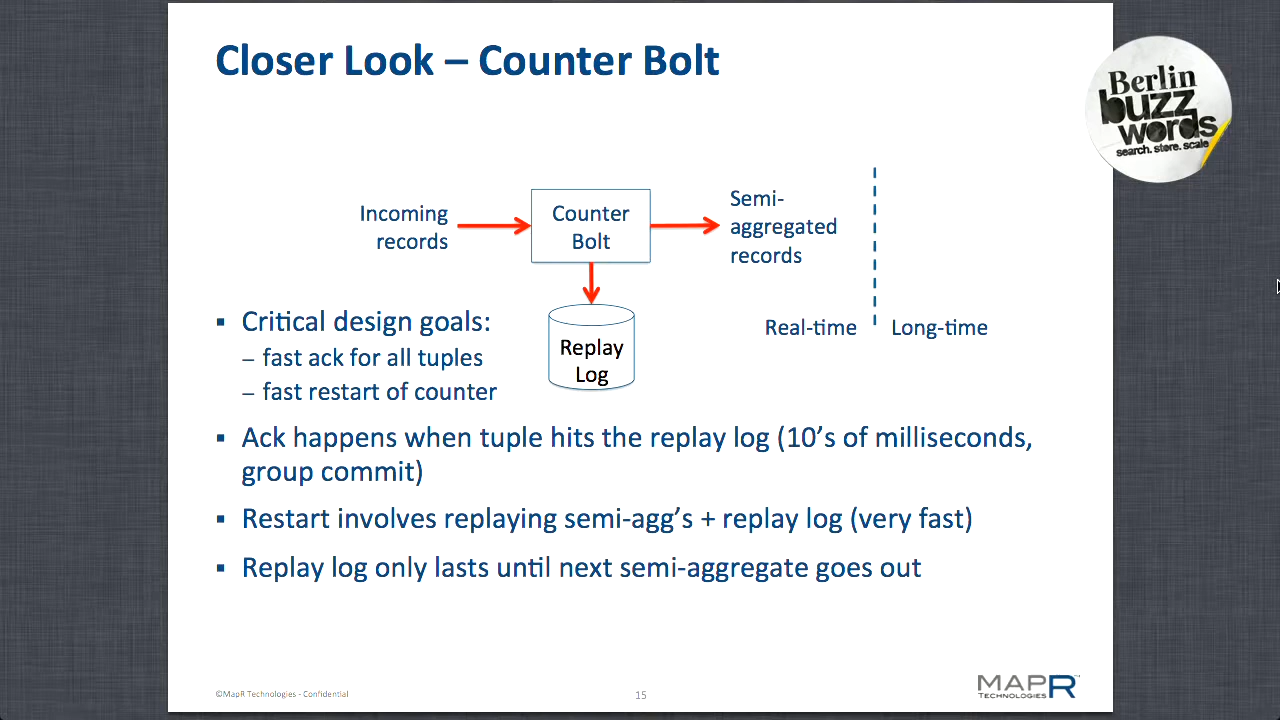 Closer Look – Counter Bolt
Berlin
buzz
words
search. store. scale
Incoming
records
Counter
Bolt
Semi-
aggregated
records
Replay
Log
Real-time
Long-time
▪ Critical design goals:
– fast ack for all tuples
– fast restart of counter
▪ Ack happens when tuple hits the replay log (10’s of milliseconds,
group commit)
▪ Restart involves replaying semi-agg’s + replay log (very fast)
▪ Replay log only lasts until next semi-aggregate goes out
©MapR Technologies - Confidential
15
MAPR™
TECHNOLOGIES